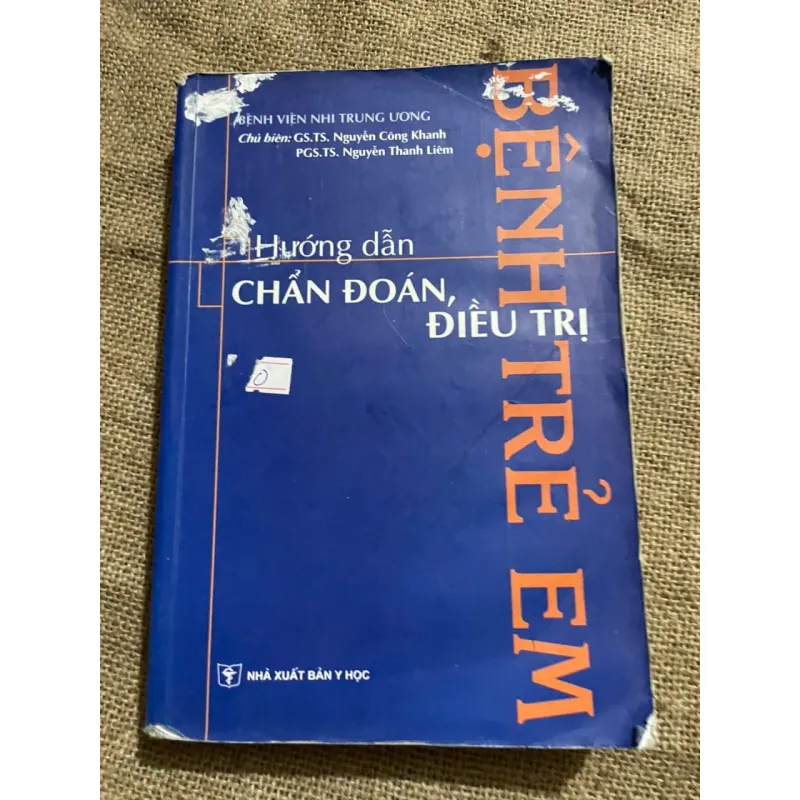 BỆNH VIỆN NHI TRUNG ƯƠNG
Chủ biên: GS.TS. Nguyễn Công Khanh
PGS.TS. Nguyễn Thanh Liêm
Hướng dẫn
CHẨN ĐOÁN,
ĐIỀU TRỊ
BỆNH TRẺ EM
NHÀ XUẤT BẢN Y HỌC